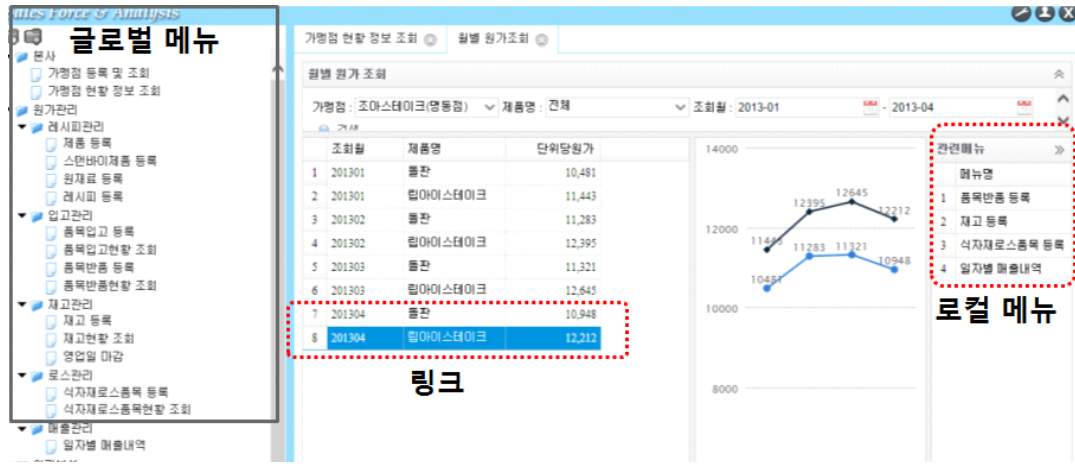 Sales Force & Analysis
글로벌 메뉴
본사
가맹점 등록 및 조회
가맹점 현황 정보 조회
원가관리
레시피관리
제품 등록
스탠바이제품 등록
원재료 등록
레시피 등록
입고관리
품목입고 등록
품목입고현황 조회
품목반품 등록
품목반품현황 조회
재고관리
재고 등록
재고현황 조회
영업일 마감
로스관리
식자재로스품목 등록
식자재로스품목현황 조회
매출관리
일자별 매출내역
가맹점 현황 정보 조회 월별 원가조회
월별 원가 조회
가맹점 : 조아스테이크(명동점) 제품명 : 전체 조회월 : 2013-01 - 2013-04
검색
조회월 제품명 단위당원가
1 201301 돌판 10,481
2 201301 립아이스테이크 11,443
3 201302 돌판 11,283
4 201302 립아이스테이크 12,395
5 201303 돌판 11,321
6 201303 립아이스테이크 12,645
7 201304 돌판 10,948
8 201304 립아이스테이크 12,212
링크
14000
12645
12395
12212
12000
11443
11283 11321
10948
10481
10000
8000
관련메뉴
메뉴명
1 품목반품 등록
2 재고 등록
3 식자재로스품목 등록
4 일자별 매출내역
로컬 메뉴